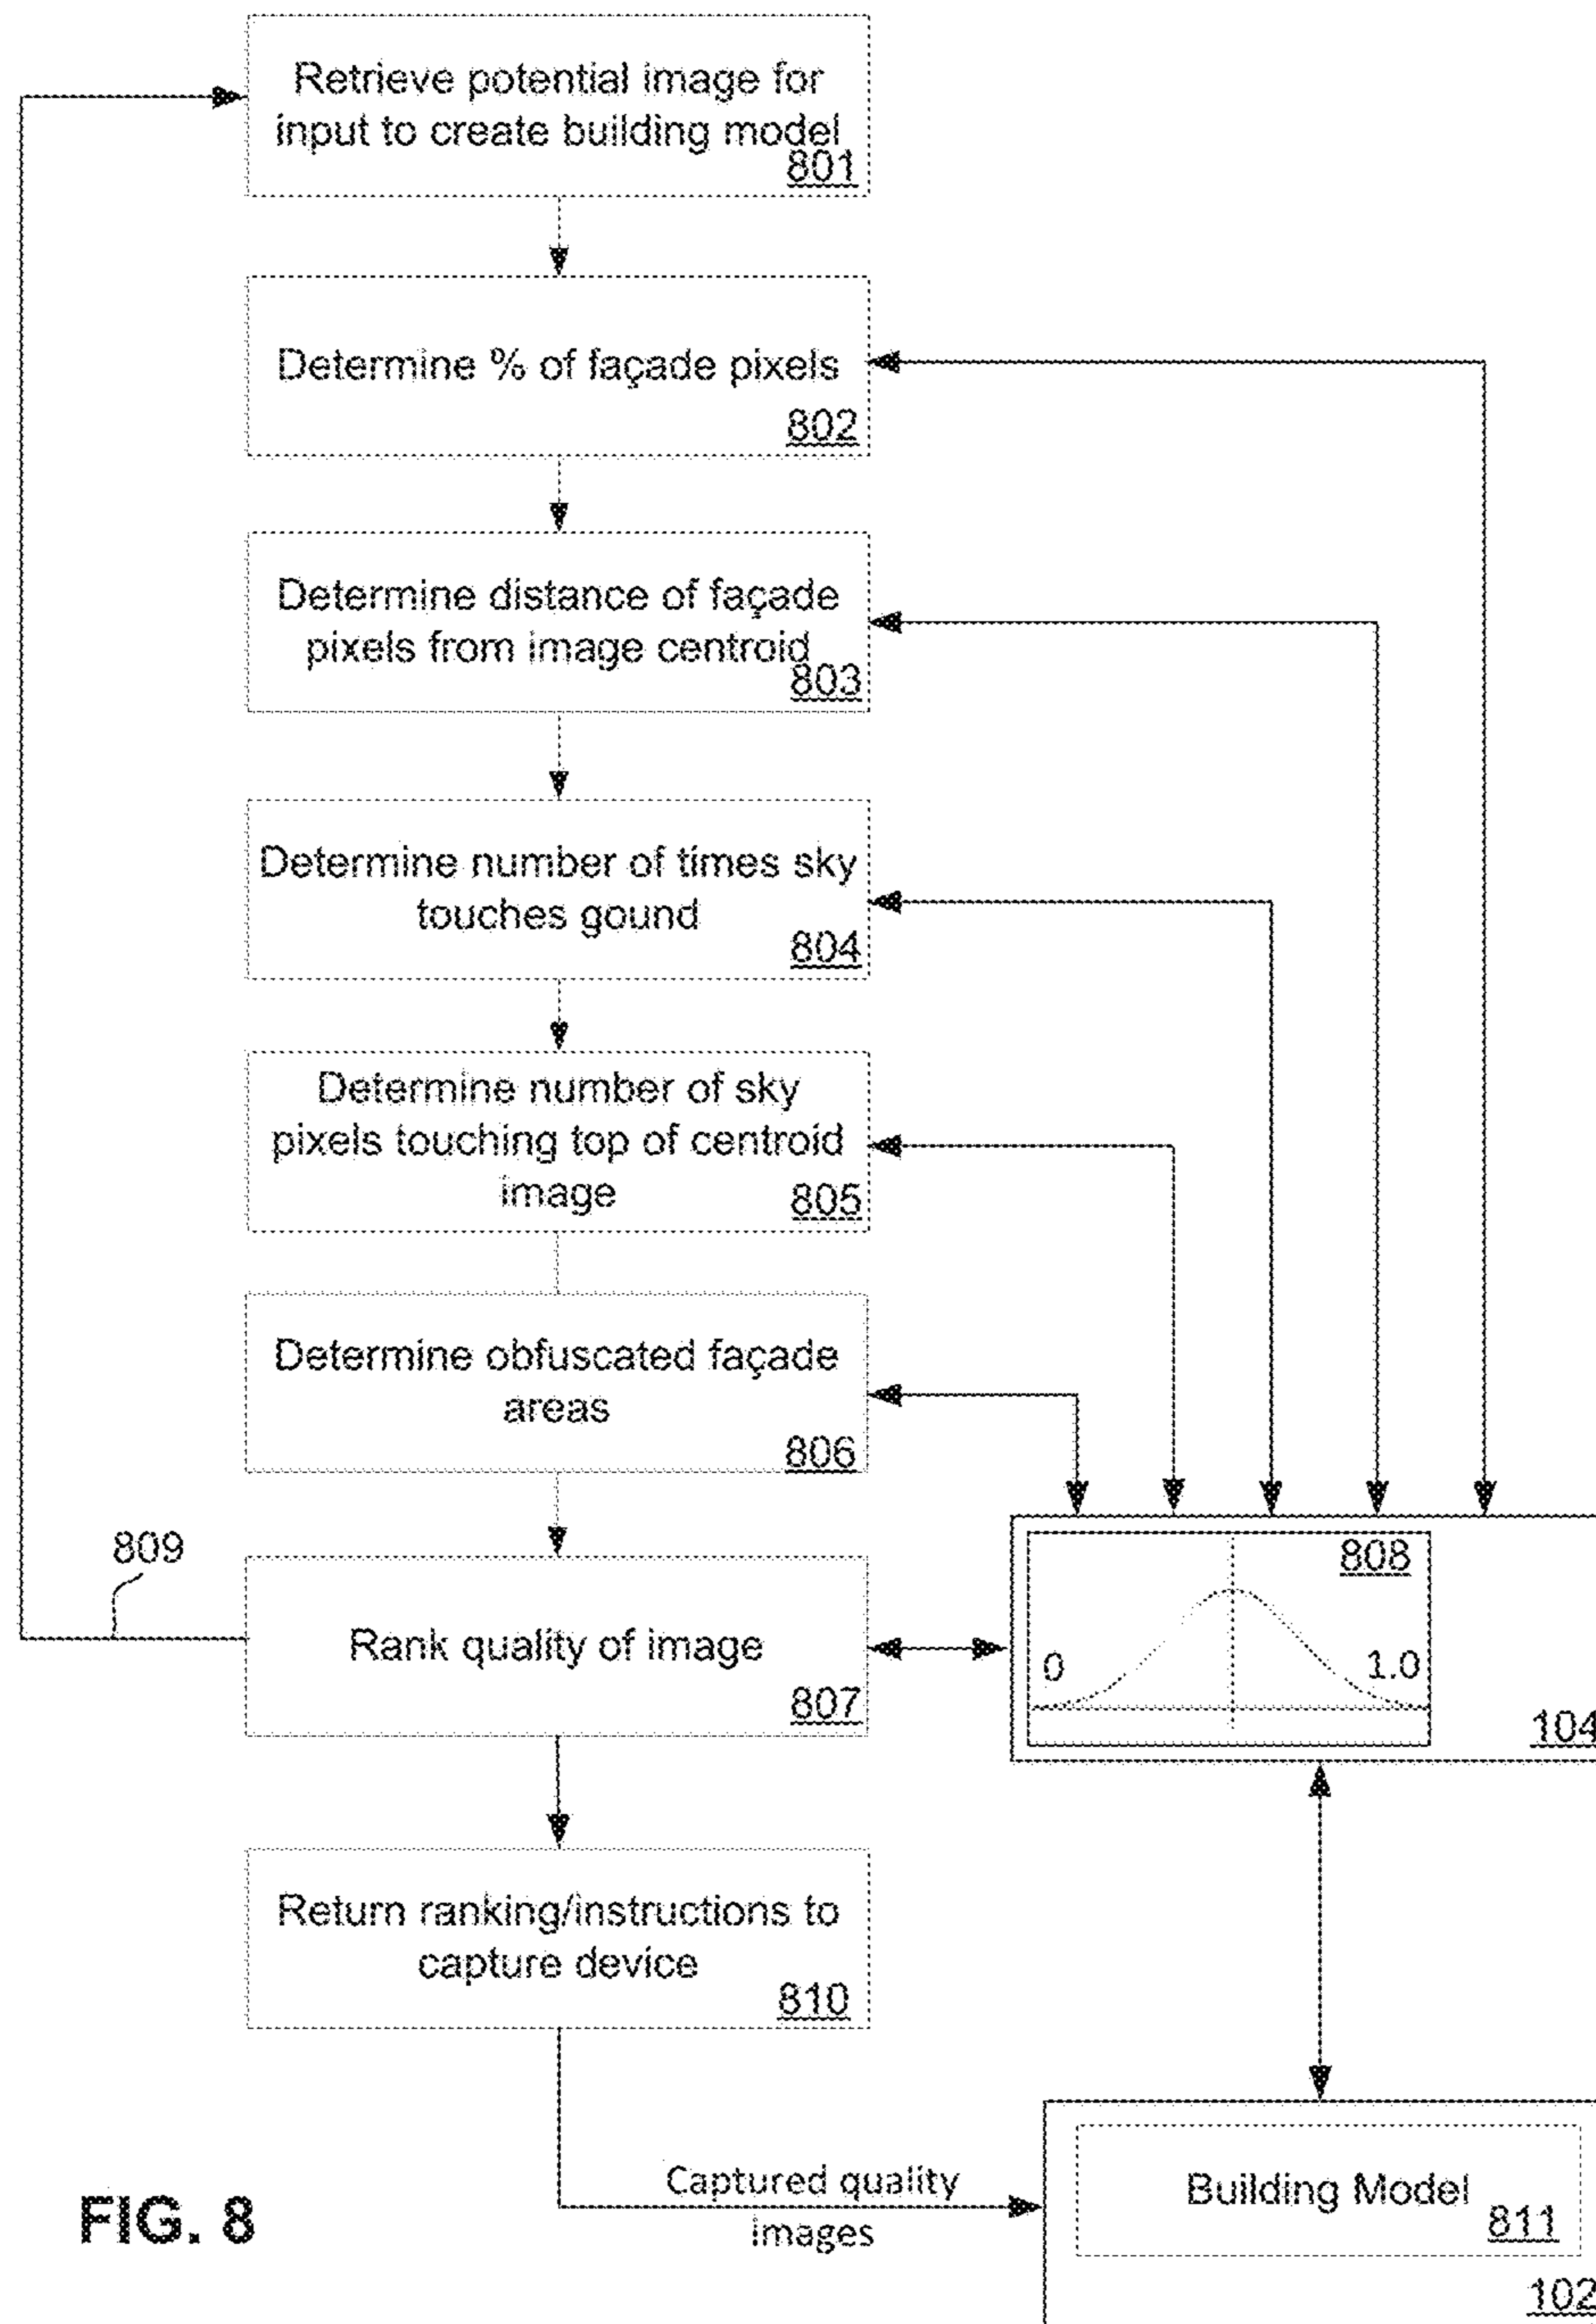 Retrieve potential image for
input to create building model
801
Determine % of façade pixels
802
Determine distance of façade
pixels from image centroid
803
Determine number of times sky
touches gound
804
Determine number of sky
pixels touching top of centroid
image
805
Determine obfuscated façade
areas
806
809
Rank quality of image
807
808
0
1.0
104
Return ranking/instructions to
capture device
810
Captured quality
images
Building Model
811
102
FIG. 8